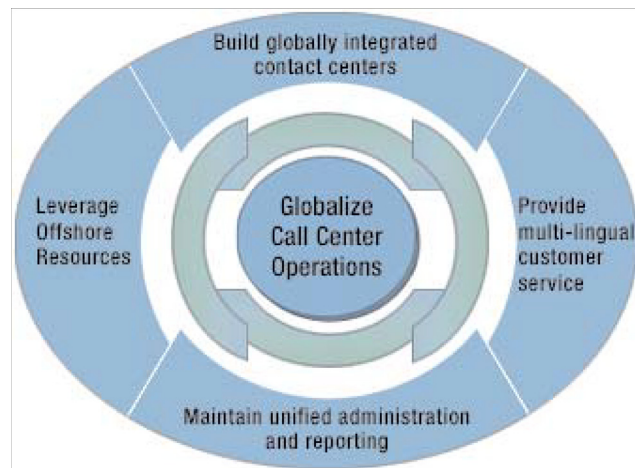 Build globally integrated
contact centers
Leverage
Offshore
Resources
Globalize
Call Center
Operations
Provide
multi-lingual
customer
service
Maintain unified administration
and reporting